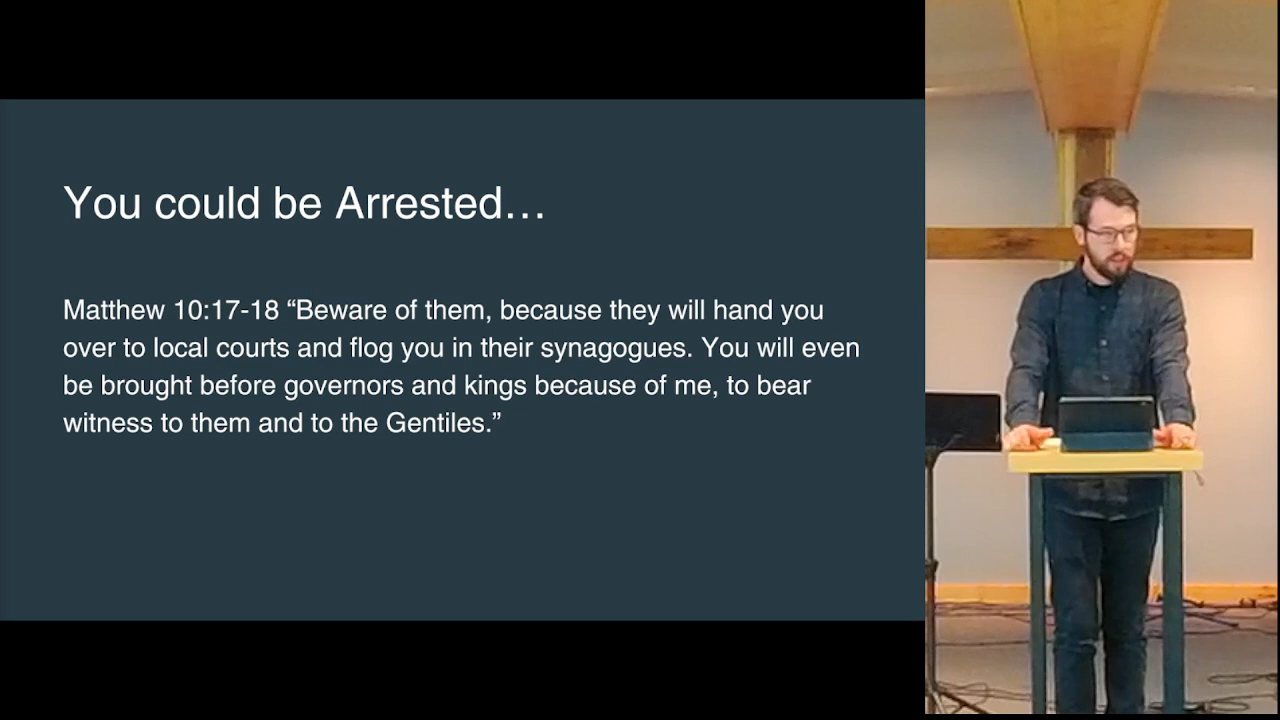 You could be Arrested…
Matthew 10:17-18 “Beware of them, because they will hand you
over to local courts and flog you in their synagogues. You will even
be brought before governors and kings because of me, to bear
witness to them and to the Gentiles.”